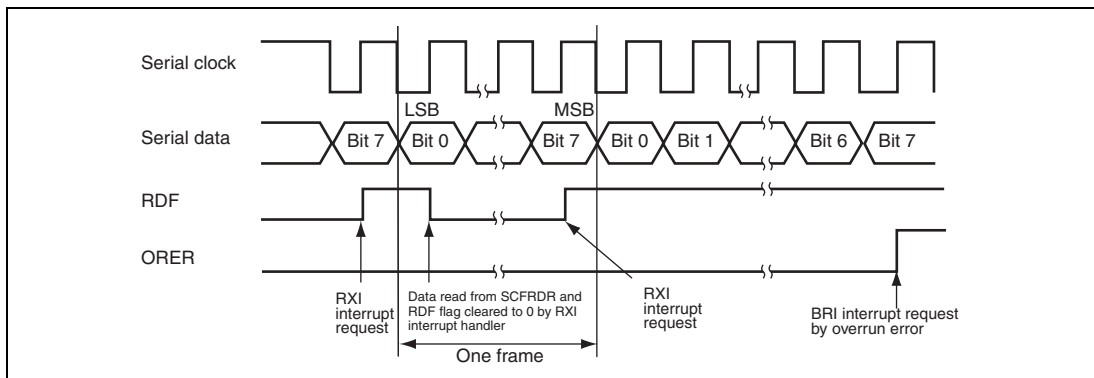 Serial clock
LSB
MSB
Serial data
Bit 7
Bit 0
Bit 7
Bit 0
Bit 1
Bit 6
Bit 7
RDF
ORER
RXI
interrupt
request
Data read from SCFRDR and
RDF flag cleared to 0 by RXI
interrupt handler
RXI
interrupt
request
BRI interrupt request
by overrun error
One frame